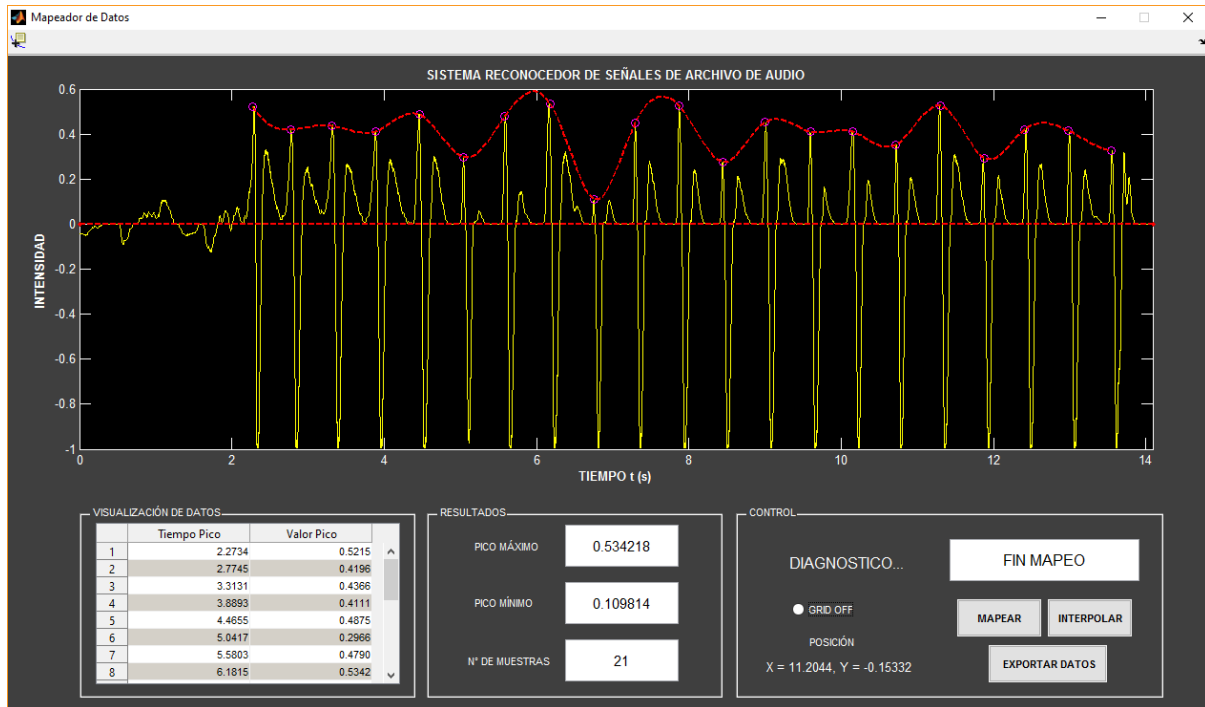 Mapeador de Datos
SISTEMA RECONOCEDOR DE SEÑALES DE ARCHIVO DE AUDIO
INTENSIDAD
0.6
0.4
0.2
0
-0.2
-0.4
-0.6
-0.8
-1
0 2 4 6 8 10 12 14
TIEMPO t (s)
VISUALIZACIÓN DE DATOS
Tiempo Pico Valor Pico
1 2.2734 0.5215
2 2.7745 0.4196
3 3.3131 0.4366
4 3.8893 0.4111
5 4.4655 0.4875
6 5.0417 0.2966
7 5.5803 0.4790
8 6.1815 0.5342
RESULTADOS
PICO MÁXIMO 0.534218
PICO MÍNIMO 0.109814
N° DE MUESTRAS 21
CONTROL
DIAGNOSTICO... FIN MAPEO
GRID OFF
MAPEAR INTERPOLAR
POSICIÓN
X = 11.2044, Y = -0.15332
EXPORTAR DATOS